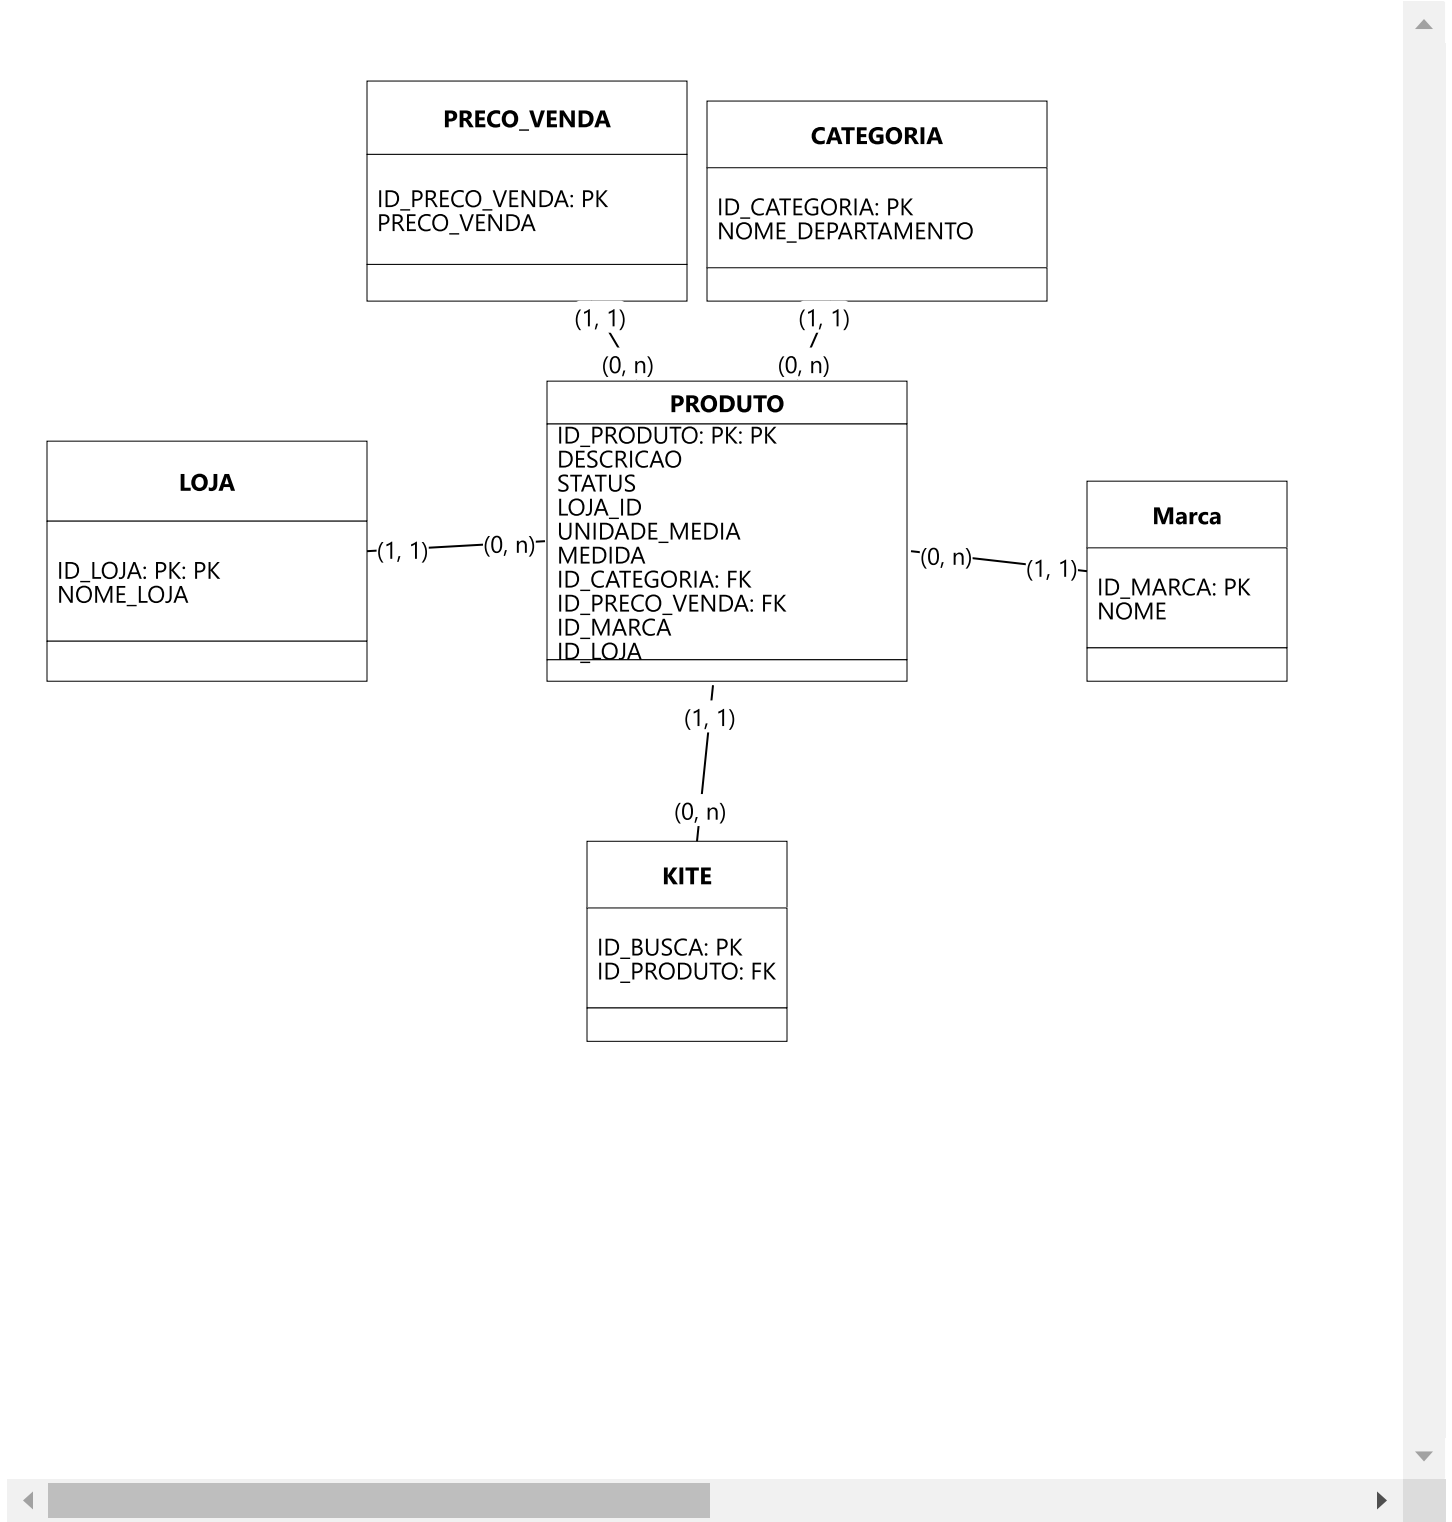 PRECO_VENDA
ID_PRECO_VENDA: PK
PRECO_VENDA
CATEGORIA
ID_CATEGORIA: PK
NOME_DEPARTAMENTO
(1, 1)
(1, 1)
(0, n)
(0, n)
PRODUTO
ID_PRODUTO: PK: PK
DESCRICAO
STATUS
LOJA_ID
UNIDADE_MEDIA
MEDIDA
ID_CATEGORIA: FK
ID_PRECO_VENDA: FK
ID_MARCA
ID_LOJA
LOJA
ID_LOJA: PK: PK
NOME_LOJA
(1, 1)
(0, n)
(0, n)
(1, 1)
Marca
ID_MARCA: PK
NOME
(1, 1)
(0, n)
KITE
ID_BUSCA: PK
ID_PRODUTO: FK